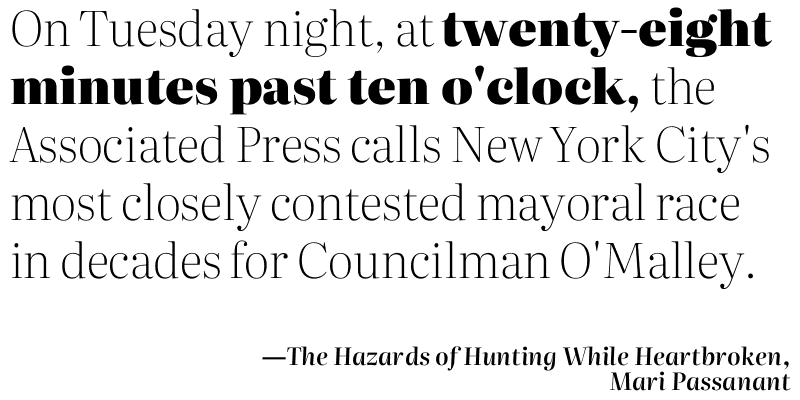 On Tuesday night, at twenty-eight
minutes past ten o'clock, the
Associated Press calls New York City's
most closely contested mayoral race
in decades for Councilman O'Malley.
—The Hazards of Hunting While Heartbroken,
Mari Passanant